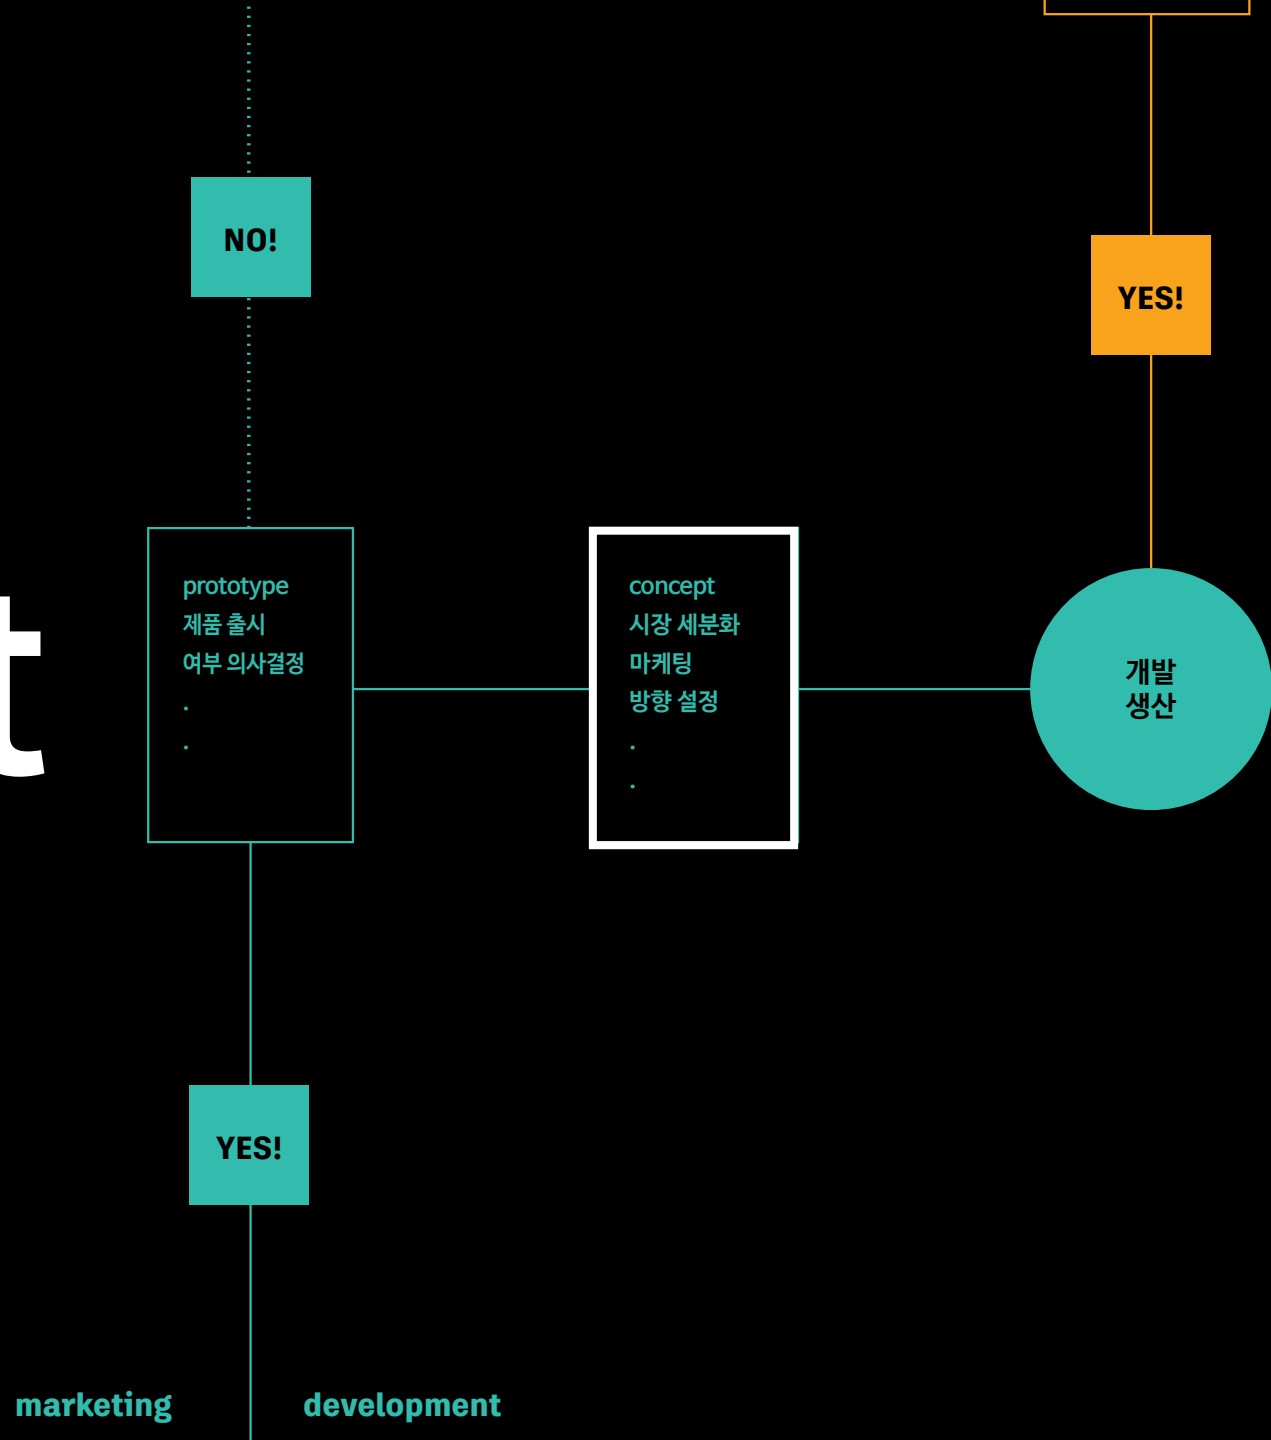 NO!
YES!
t
prototype
제품 출시
여부 의사결정
.
.
concept
시장 세분화
마케팅
방향 설정
.
.
개발
생산
YES!
marketing
development